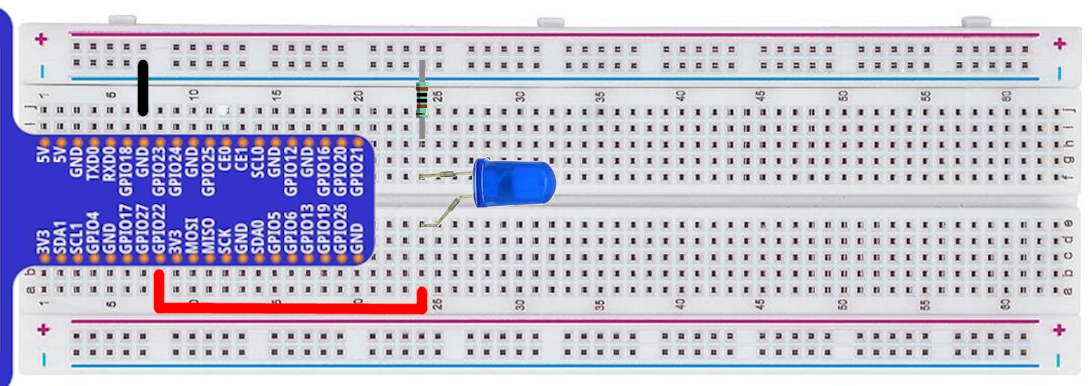 + +
− −
1 5 10 15 20 25 30 35 40 45 50 55 60
j j
i i
h
g
f
5V 5V GND TXD0 RXD0 GPIO18 GND GPIO23 GPIO24 GND GPIO25 CE0 CE1 SCL0 GND GPIO12 GND GPIO16 GPIO20 GPIO21
3V3 SDA1 SCL1 GPIO4 GND GPIO17 GPIO27 GPIO22 3V3 MOSI MISO SCK GND SDA0 GPIO5 GPIO6 GPIO13 GPIO19 GPIO26 GND
e
d
c
b b
a a
1 5 25 30 35 40 45 50 55 60
+ +
− −